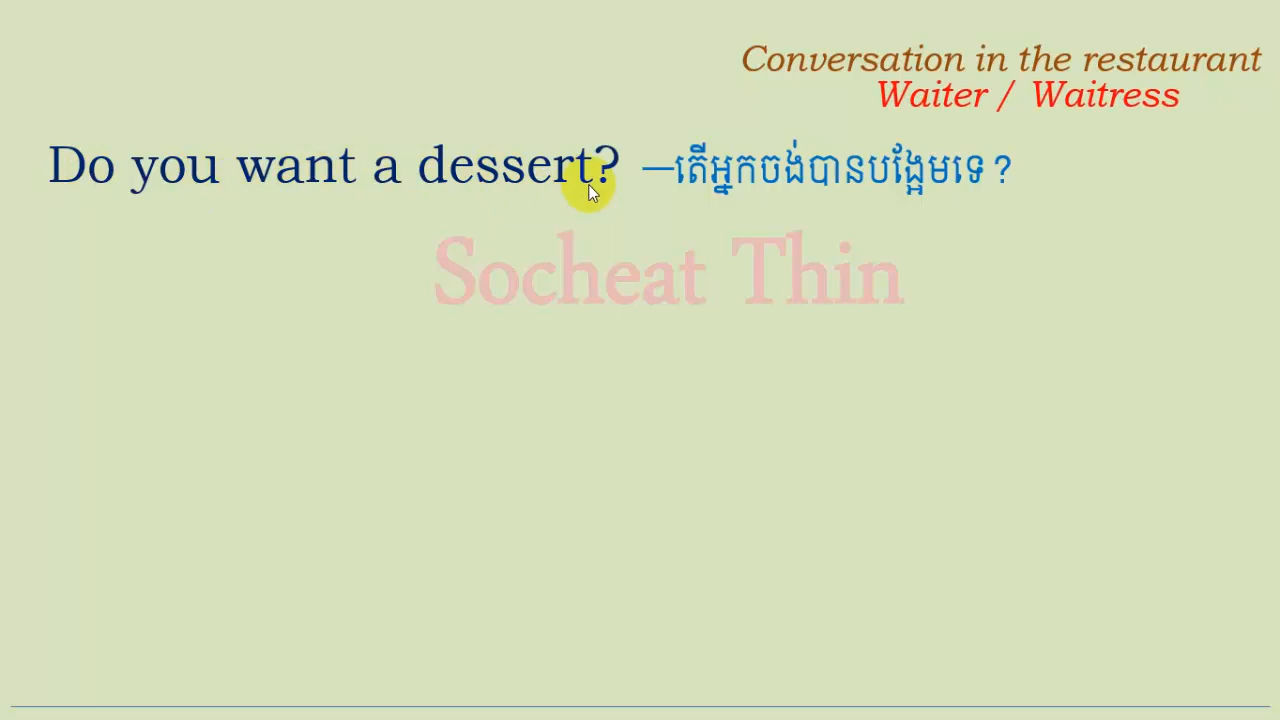 Conversation in the restaurant
Waiter / Waitress
Do you want a dessert? —តើអ្នកចង់បានបង្អែមទេ?
Socheat Thin